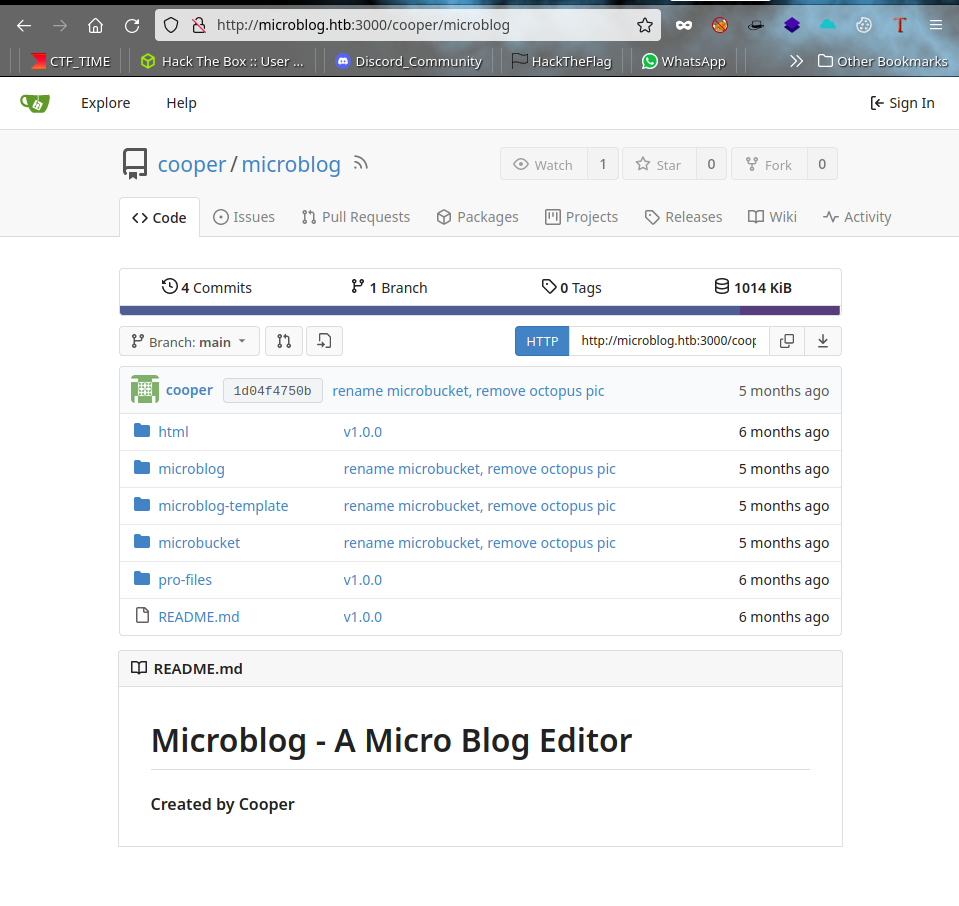 http://microblog.htb:3000/cooper/microblog
CTF_TIME Hack The Box :: User ... Discord_Community HackTheFlag WhatsApp Other Bookmarks
Explore Help Sign In
cooper/microblog Watch 1 Star 0 Fork 0
Code Issues Pull Requests Packages Projects Releases Wiki Activity
4 Commits 1 Branch 0 Tags 1014 KiB
Branch: main HTTP http://microblog.htb:3000/coop
cooper 1d04f4750b rename microbucket, remove octopus pic 5 months ago
html v1.0.0 6 months ago
microblog rename microbucket, remove octopus pic 5 months ago
microblog-template rename microbucket, remove octopus pic 5 months ago
microbucket rename microbucket, remove octopus pic 5 months ago
pro-files v1.0.0 6 months ago
README.md v1.0.0 6 months ago
README.md
Microblog - A Micro Blog Editor
Created by Cooper